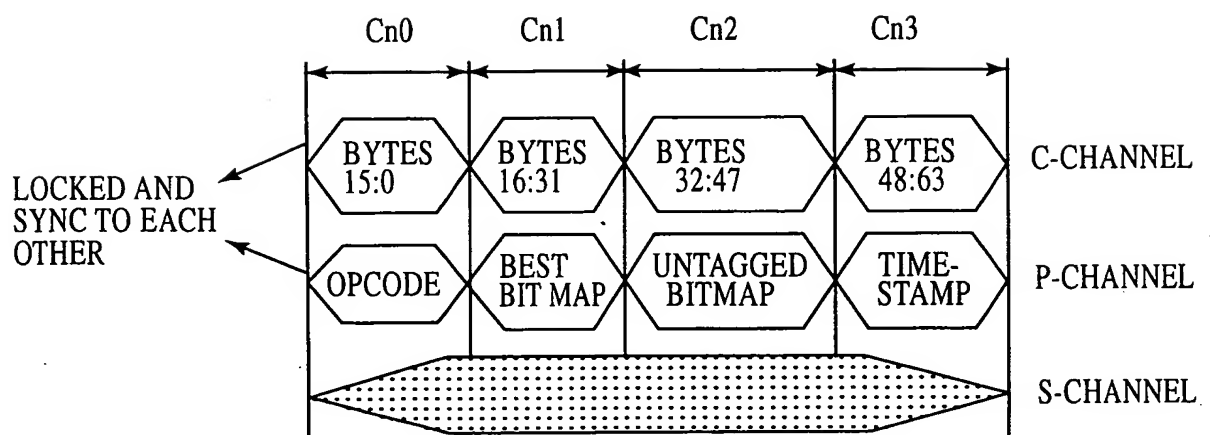 Cn0 Cn1 Cn2 Cn3
BYTES
15:0
BYTES
16:31
BYTES
32:47
BYTES
48:63
C-CHANNEL
LOCKED AND
SYNC TO EACH
OTHER
OPCODE
BEST
BIT MAP
UNTAGGED
BITMAP
TIME-
STAMP
P-CHANNEL
S-CHANNEL